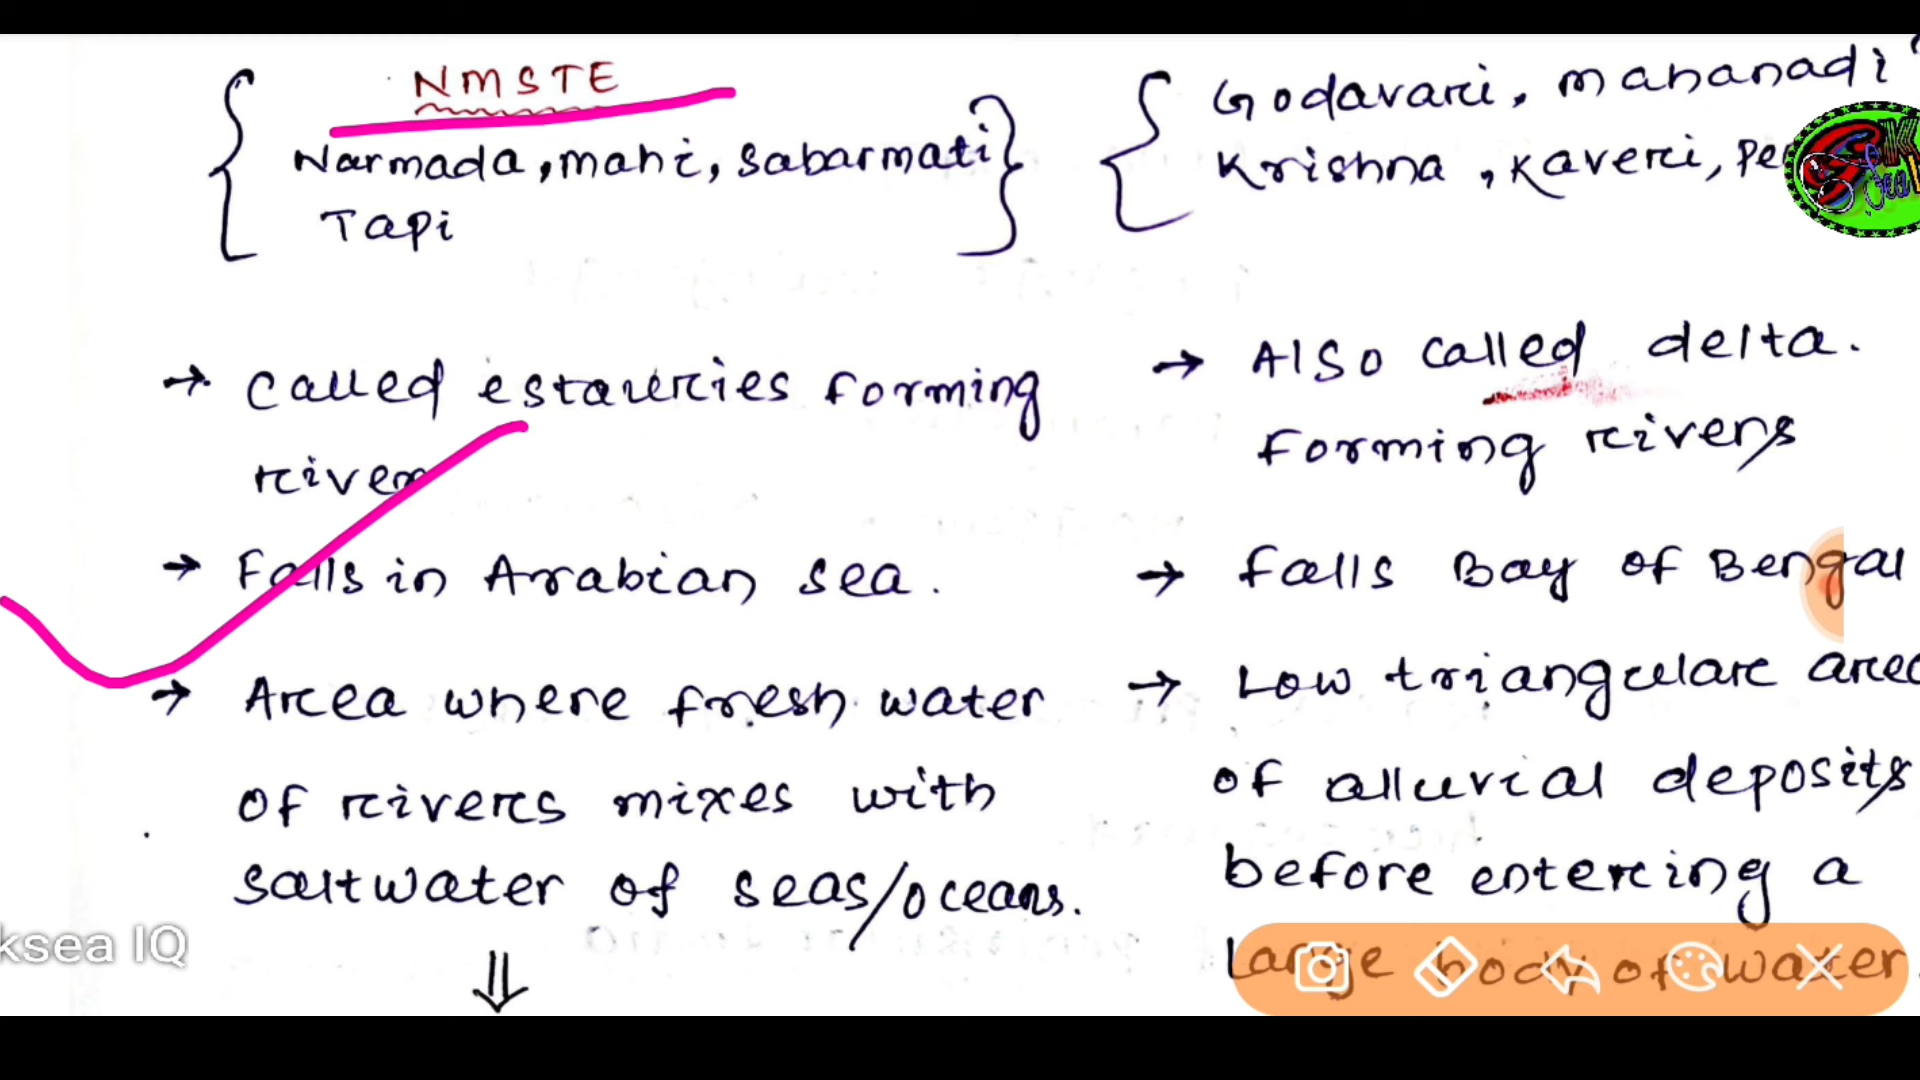 NMSTE
Narmada, mahi, Sabarmati
Tapi
→ Called estaurries forming
river
→ Falls in Arabian sea.
→ Area where fresh water
of rivers mixes with
Saltwater of seas/oceans.
⇓
Godavari, mahanadi
Krishna, Kaveri, Pe
→ Also called delta.
forming rivers
→ falls Bay of Bengal
→ Low triangular area
of alluvial deposits
before entering a
large body of water
ksea IQ